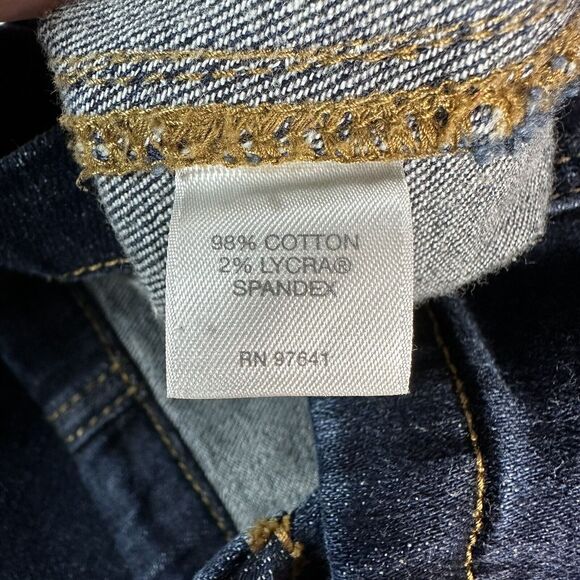 98% COTTON
2% LYCRA®
SPANDEX
RN 97641